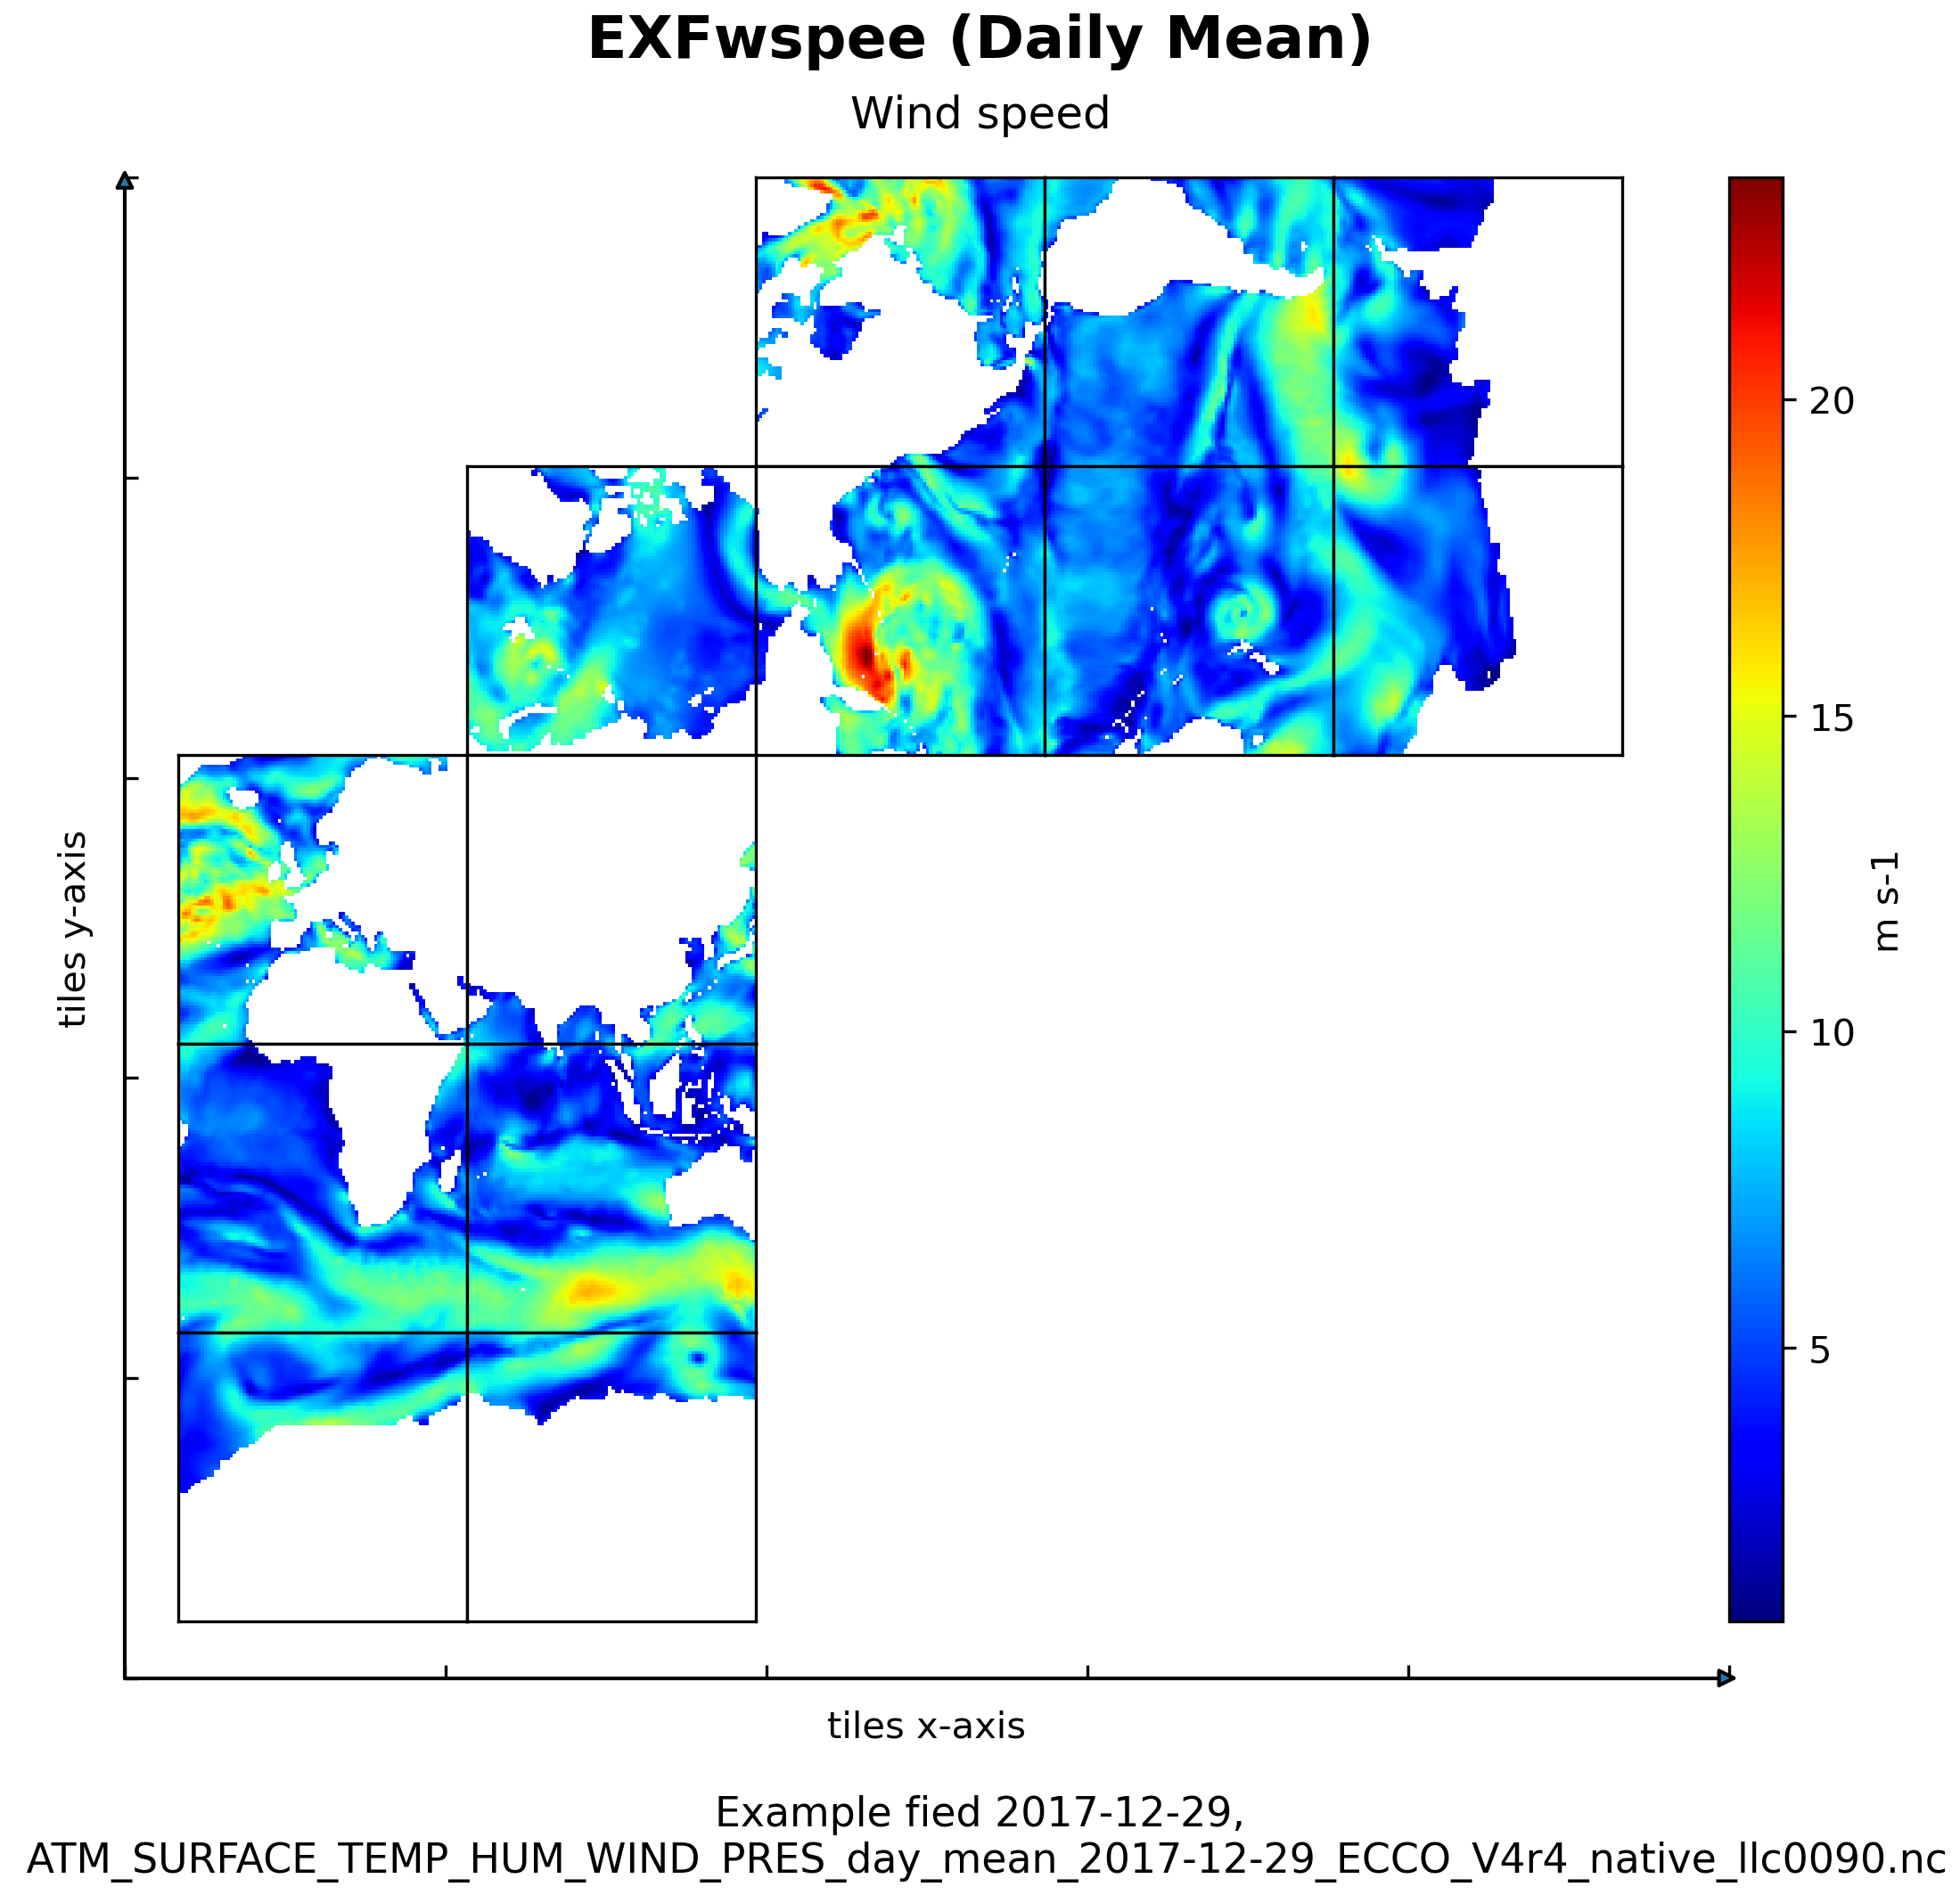 EXFwspee (Daily Mean)
Wind speed
tiles y-axis
20
15
10
5
m s-1
tiles x-axis
Example fied 2017-12-29,
ATM_SURFACE_TEMP_HUM_WIND_PRES_day_mean_2017-12-29_ECCO_V4r4_native_llc0090.nc